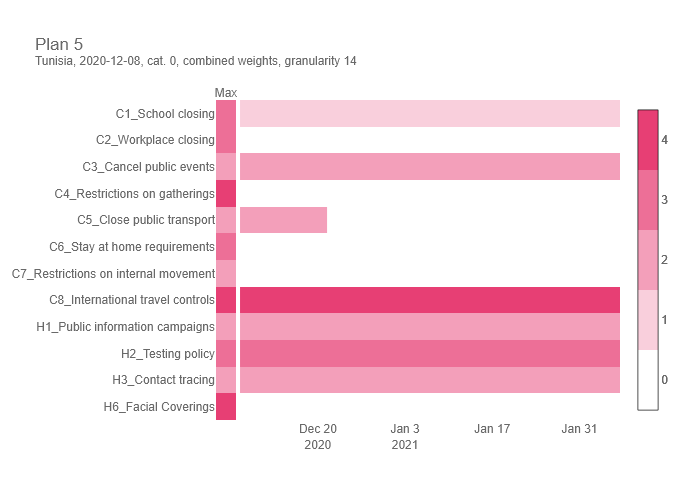 Plan 5
Tunisia, 2020-12-08, cat. 0, combined weights, granularity 14
Max
C1_School closing
C2_Workplace closing
C3_Cancel public events
C4_Restrictions on gatherings
C5_Close public transport
C6_Stay at home requirements
C7_Restrictions on internal movement
C8_International travel controls
H1_Public information campaigns
H2_Testing policy
H3_Contact tracing
H6_Facial Coverings
4
3
2
1
0
Dec 20 Jan 3 Jan 17 Jan 31
2020 2021